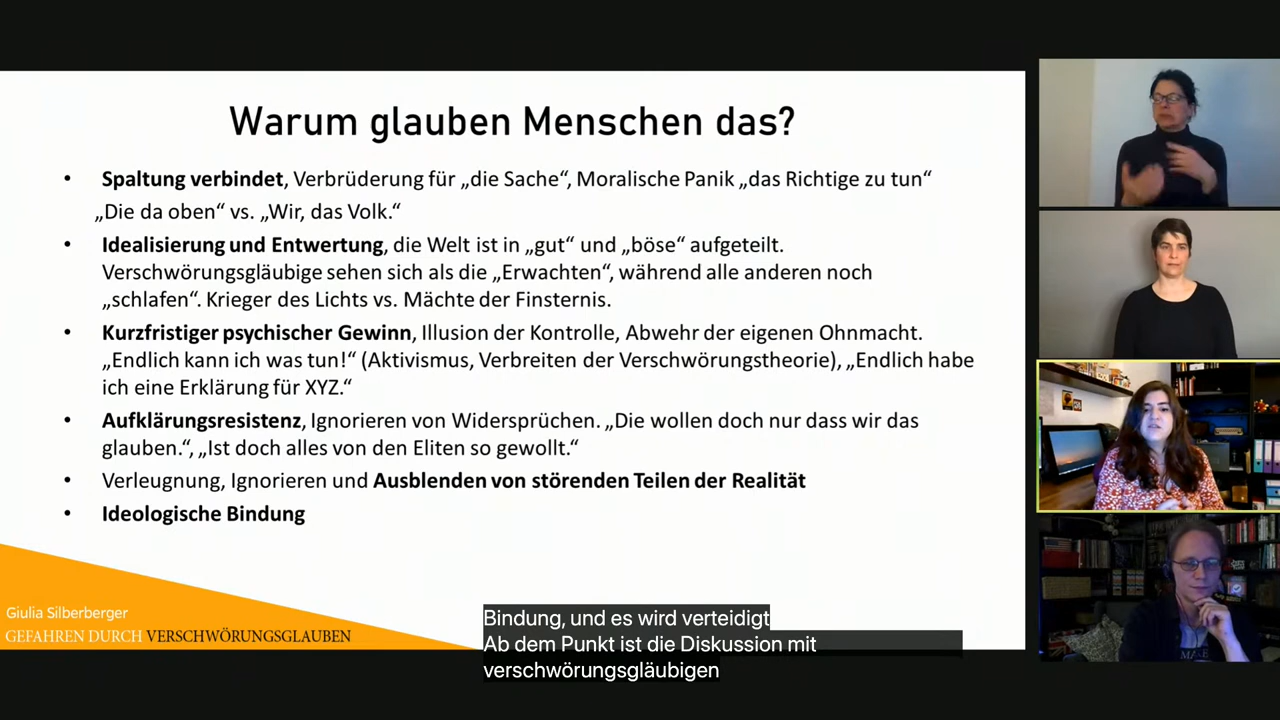 Warum glauben Menschen das?
• Spaltung verbindet, Verbrüderung für „die Sache“, Moralische Panik „das Richtige zu tun“
„Die da oben“ vs. „Wir, das Volk.“
• Idealisierung und Entwertung, die Welt ist in „gut“ und „böse“ aufgeteilt.
Verschwörungsgläubige sehen sich als die „Erwachten“, während alle anderen noch
„schlafen“. Krieger des Lichts vs. Mächte der Finsternis.
• Kurzfristiger psychischer Gewinn, Illusion der Kontrolle, Abwehr der eigenen Ohnmacht.
„Endlich kann ich was tun!“ (Aktivismus, Verbreiten der Verschwörungstheorie), „Endlich habe
ich eine Erklärung für XYZ.“
• Aufklärungsresistenz, Ignorieren von Widersprüchen. „Die wollen doch nur dass wir das
glauben.“, „Ist doch alles von den Eliten so gewollt.“
• Verleugnung, Ignorieren und Ausblenden von störenden Teilen der Realität
• Ideologische Bindung
Giulia Silberberger
GEFAHREN DURCH VERSCHWÖRUNGSGLAUBEN
Bindung, und es wird verteidigt
Ab dem Punkt ist die Diskussion mit
verschwörungsgläubigen